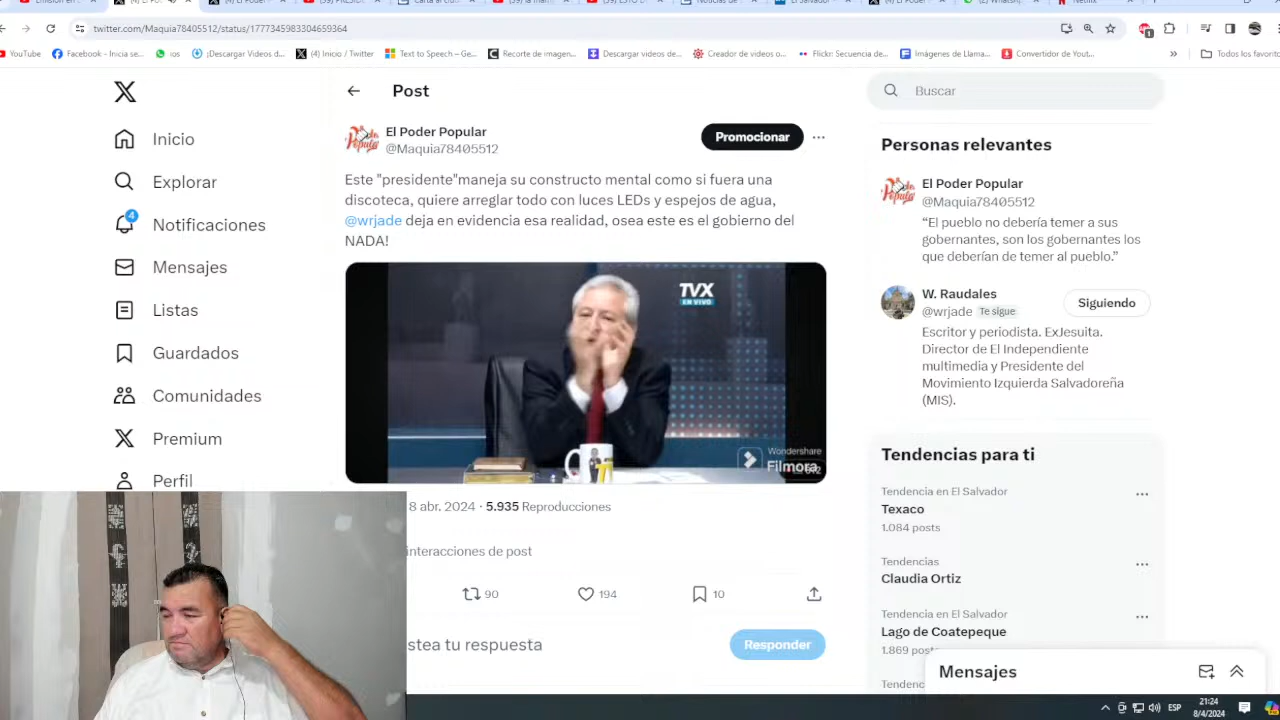 twitter.com/Maquia78405512/status/1777345983304659364
YouTube
Facebook - Inicia se...
ios
¡Descargar Videos d...
(4) Inicio / Twitter
Text to Speech – Ge...
Recorte de imagen...
Descargar videos de...
Creador de videos o...
Flickr: Secuencia de...
Imágenes de Llama...
Convertidor de Yout...
»
Todos los favorito
Inicio
Explorar
4
Notificaciones
Mensajes
Listas
Guardados
Comunidades
Premium
Perfil
Post
El Poder Popular
@Maquia78405512
Promocionar
Este "presidente"maneja su constructo mental como si fuera una
discoteca, quiere arreglar todo con luces LEDs y espejos de agua,
@wrjade deja en evidencia esa realidad, osea este es el gobierno del
NADA!
TVX
EN VIVO
Wondershare
Filmora
8 abr. 2024 · 5.935 Reproducciones
interacciones de post
90
194
10
stea tu respuesta
Responder
Buscar
Personas relevantes
El Poder Popular
@Maquia78405512
“El pueblo no debería temer a sus
gobernantes, son los gobernantes los
que deberían de temer al pueblo.”
W. Raudales
@wrjade Te sigue
Siguiendo
Escritor y periodista. ExJesuita.
Director de El Independiente
multimedia y Presidente del
Movimiento Izquierda Salvadoreña
(MIS).
Tendencias para ti
Tendencia en El Salvador
Texaco
1.084 posts
Tendencias
Claudia Ortiz
Tendencia en El Salvador
Lago de Coatepeque
1.869 posts
Tendenc
Mensajes
ESP
21:24
8/4/2024